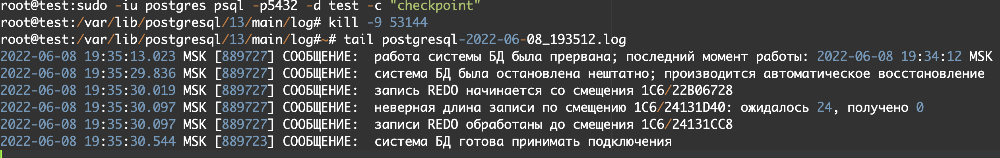 root@test:sudo -iu postgres psql -p5432 -d test -c "checkpoint"
root@test:/var/lib/postgresql/13/main/log# kill -9 53144
root@test:/var/lib/postgresql/13/main/log#~# tail postgresql-2022-06-08_193512.log
2022-06-08 19:35:13.023 MSK [889727] СООБЩЕНИЕ:  работа системы БД была прервана; последний момент работы: 2022-06-08 19:34:12 MSK
2022-06-08 19:35:29.836 MSK [889727] СООБЩЕНИЕ:  система БД была остановлена нештатно; производится автоматическое восстановление
2022-06-08 19:35:30.019 MSK [889727] СООБЩЕНИЕ:  запись REDO начинается со смещения 1C6/22B06728
2022-06-08 19:35:30.097 MSK [889727] СООБЩЕНИЕ:  неверная длина записи по смещению 1C6/24131D40: ожидалось 24, получено 0
2022-06-08 19:35:30.097 MSK [889727] СООБЩЕНИЕ:  записи REDO обработаны до смещения 1C6/24131CC8
2022-06-08 19:35:30.544 MSK [889723] СООБЩЕНИЕ:  система БД готова принимать подключения